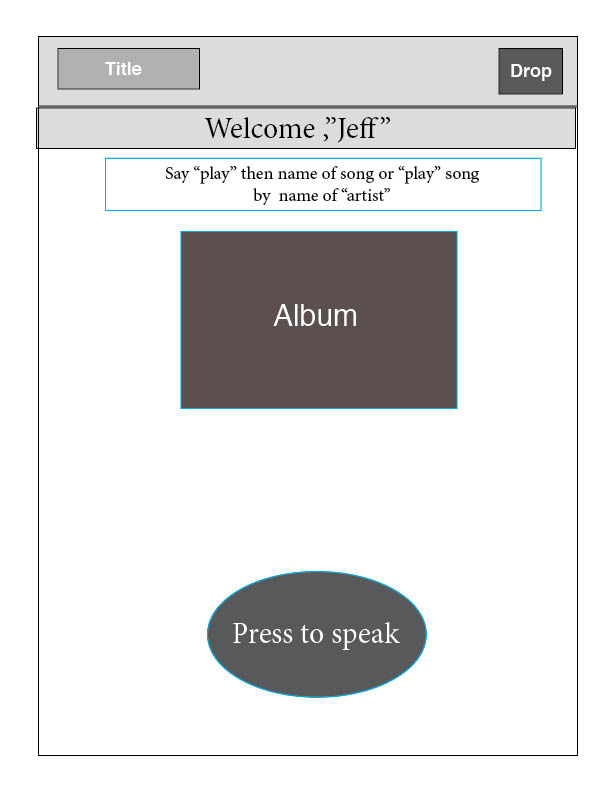 Title
Drop
Welcome ,”Jeff”
Say “play” then name of song or “play” song
by  name of “artist”
Album
Press to speak